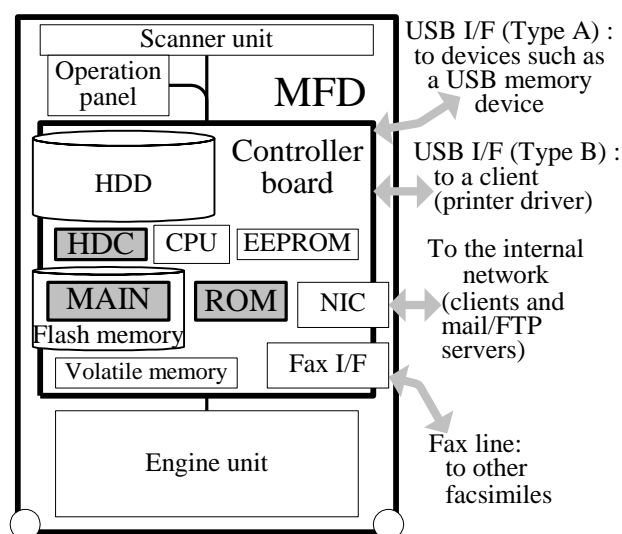 Scanner unit
Operation
panel
MFD
Controller
board
HDD
HDC
CPU
EEPROM
MAIN
ROM
NIC
Flash memory
Volatile memory
Fax I/F
Engine unit
USB I/F (Type A) :
to devices such as
a USB memory
device
USB I/F (Type B) :
to a client
(printer driver)
To the internal
network
(clients and
mail/FTP
servers)
Fax line:
to other
facsimiles